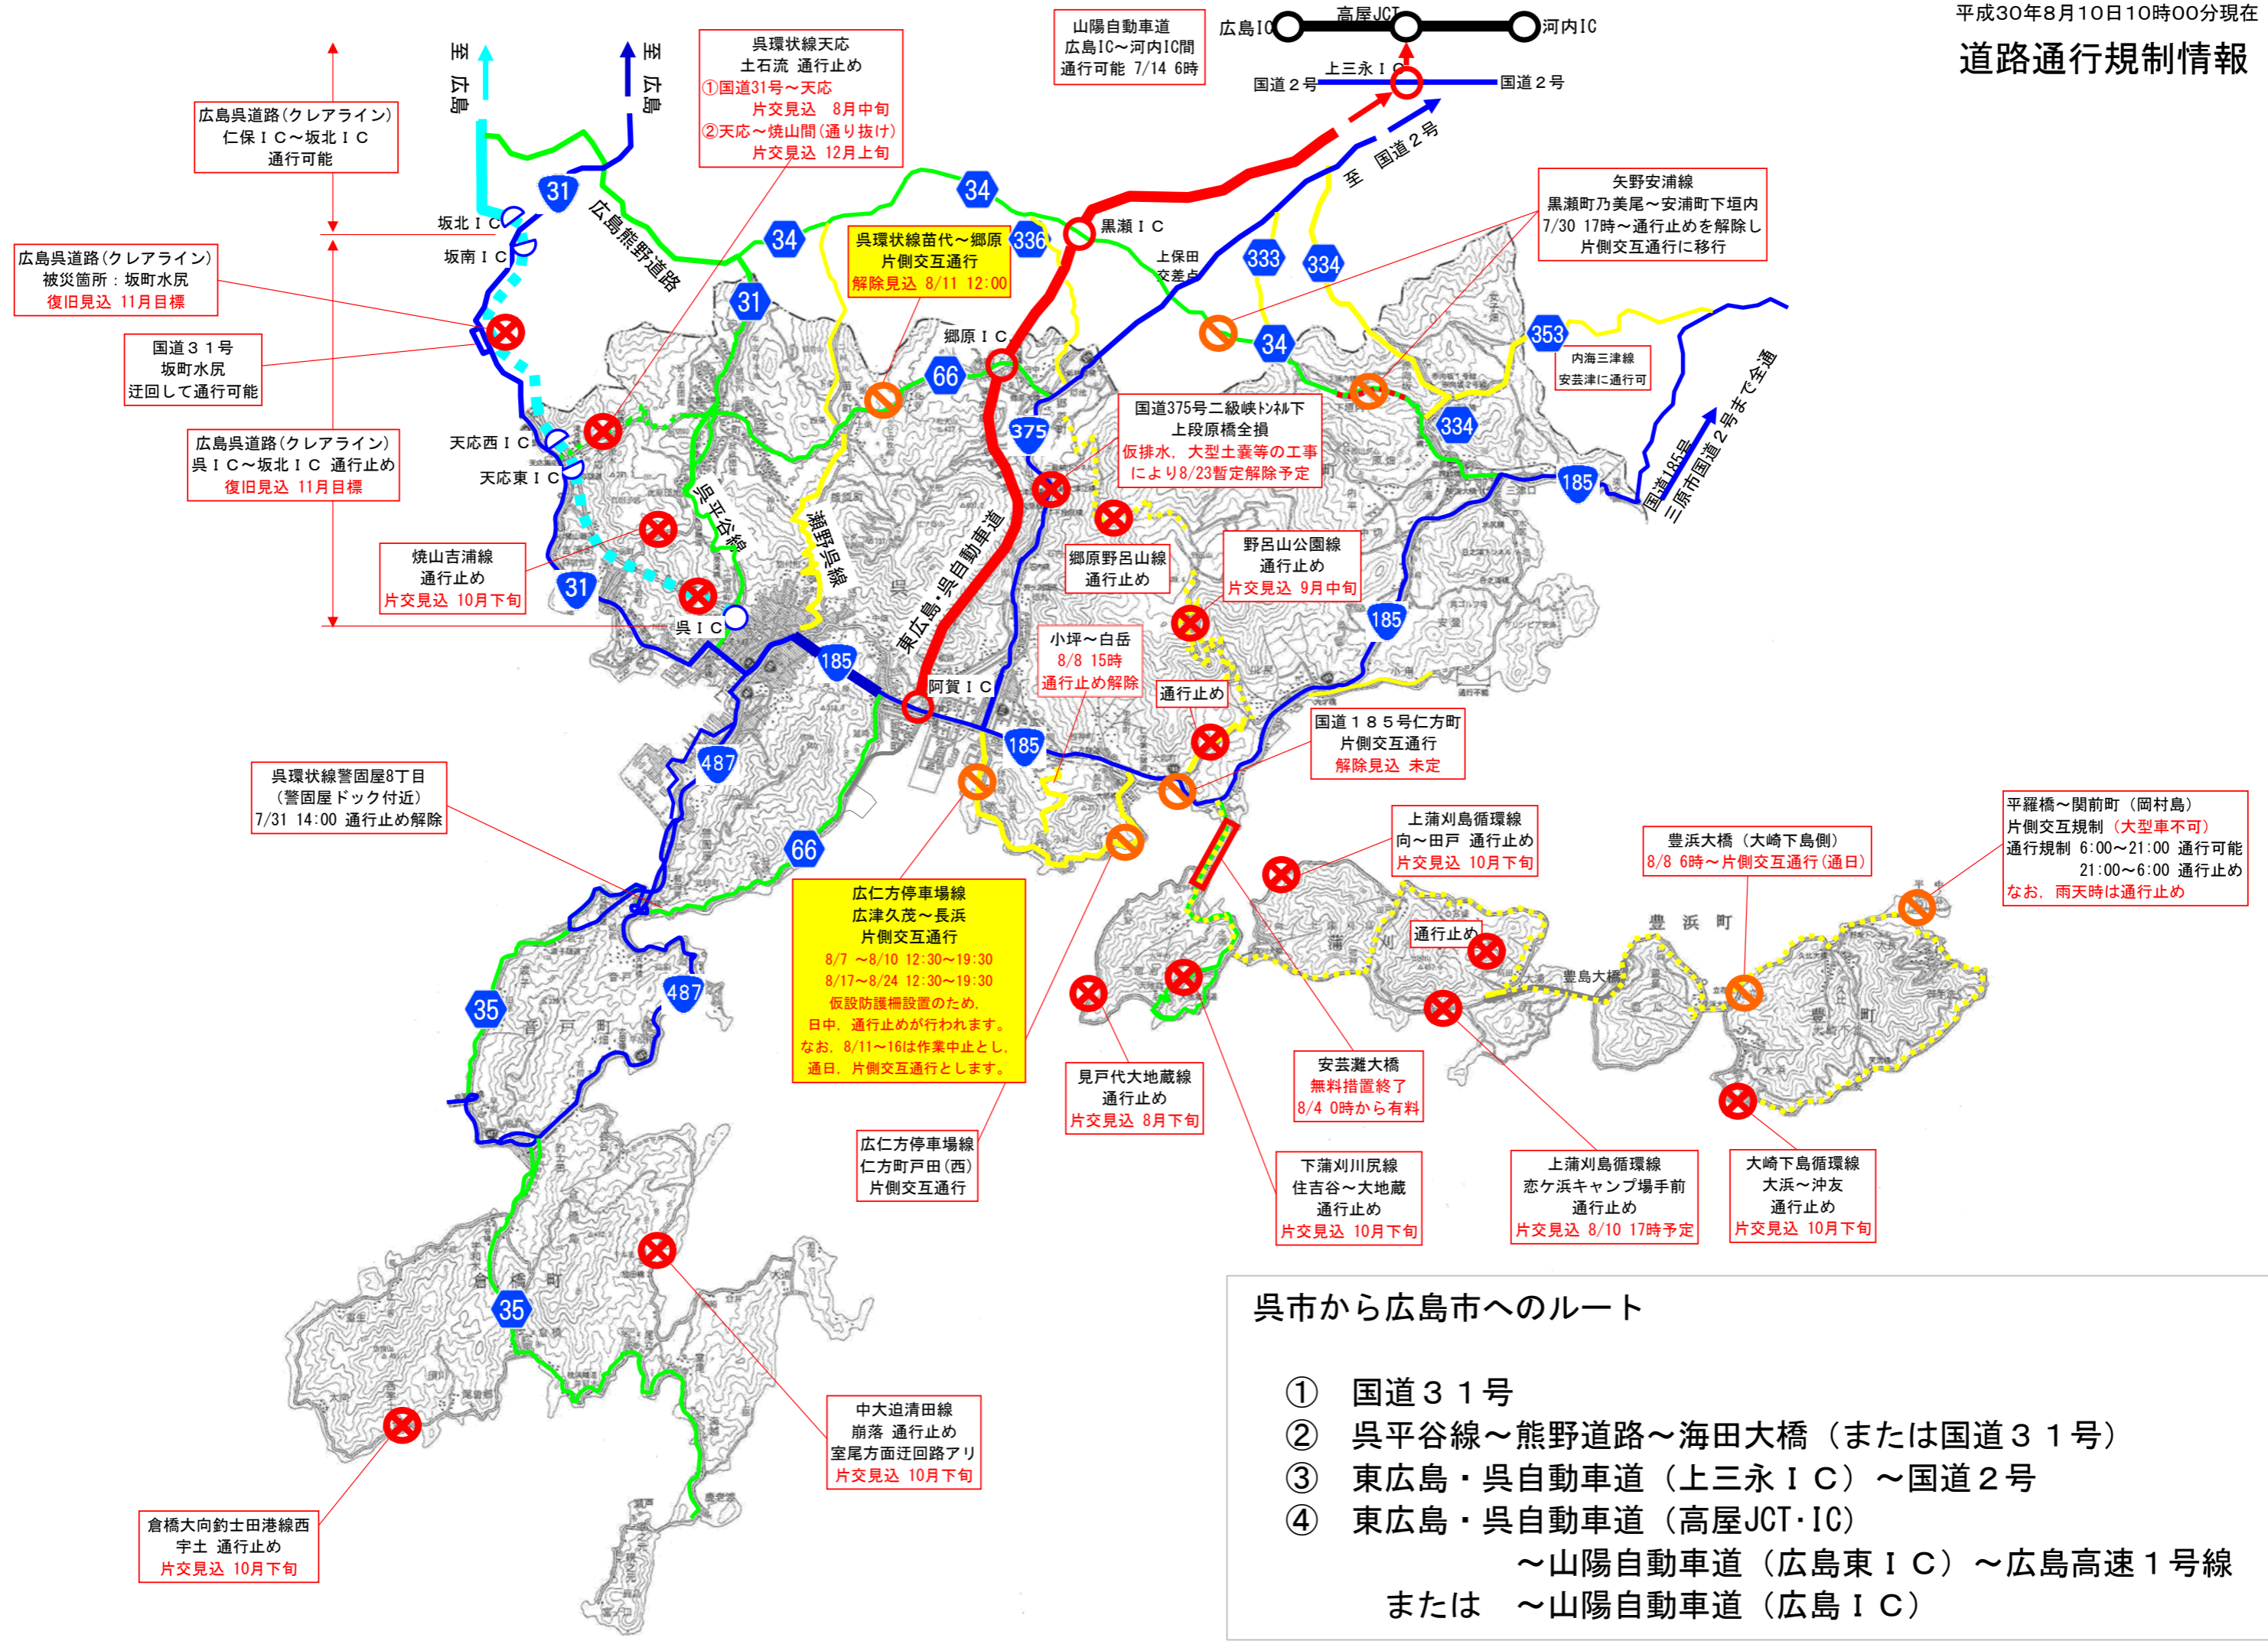 平成30年8月10日10時00分現在
道路通行規制情報
山陽自動車道
広島IC～河内IC間
通行可能 7/14 6時
広島IC
高屋JCT
河内IC
上三永ＩＣ
国道２号
国道２号
至 国道２号
至 広島
至 広島
呉環状線天応
土石流 通行止め
①国道31号～天応
片交見込 8月中旬
②天応～焼山間(通り抜け)
片交見込 12月上旬
広島呉道路(クレアライン)
仁保ＩＣ～坂北ＩＣ
通行可能
31
広島熊野道路
34
34
336
333
334
坂北ＩＣ
坂南ＩＣ
黒瀬ＩＣ
上保田
交差点
呉環状線苗代～郷原
片側交互通行
解除見込 8/11 12:00
矢野安浦線
黒瀬町乃美尾～安浦町下垣内
7/30 17時～通行止めを解除し
片側交互通行に移行
広島呉道路(クレアライン)
被災箇所：坂町水尻
復旧見込 11月目標
国道３１号
坂町水尻
迂回して通行可能
31
郷原ＩＣ
66
34
353
内海三津線
安芸津に通行可
334
国道185号
三原市国道２号まで全通
185
広島呉道路(クレアライン)
呉ＩＣ～坂北ＩＣ 通行止め
復旧見込 11月目標
天応西ＩＣ
天応東ＩＣ
375
国道375号二級峡トンネル下
上段原橋全損
仮排水，大型土嚢等の工事
により8/23暫定解除予定
呉平谷線
瀬野呉線
東広島・呉自動車道
呉
焼山吉浦線
通行止め
片交見込 10月下旬
31
呉ＩＣ
郷原野呂山線
通行止め
野呂山公園線
通行止め
片交見込 9月中旬
185
小坪～白岳
8/8 15時
通行止め解除
185
阿賀ＩＣ
通行止め
通行不能
国道１８５号仁方町
片側交互通行
解除見込 未定
185
487
呉環状線警固屋8丁目
(警固屋ドック付近)
7/31 14:00 通行止め解除
66
広仁方停車場線
広津久茂～長浜
片側交互通行
8/7 ～8/10 12:30～19:30
8/17～8/24 12:30～19:30
仮設防護柵設置のため，
日中，通行止めが行われます。
なお，8/11～16は作業中止とし，
通日，片側交互通行とします。
上蒲刈島循環線
向～田戸 通行止め
片交見込 10月下旬
豊浜大橋（大崎下島側）
8/8 6時～片側交互通行(通日)
平羅橋～関前町（岡村島）
片側交互規制（大型車不可）
通行規制 6:00～21:00 通行可能
21:00～6:00 通行止め
なお，雨天時は通行止め
蒲刈
通行止め
豊浜町
豊島大橋
豊町
487
35
音戸町
見戸代大地蔵線
通行止め
片交見込 8月下旬
安芸灘大橋
無料措置終了
8/4 0時から有料
広仁方停車場線
仁方町戸田(西)
片側交互通行
下蒲刈川尻線
住吉谷～大地蔵
通行止め
片交見込 10月下旬
上蒲刈島循環線
恋ケ浜キャンプ場手前
通行止め
片交見込 8/10 17時予定
大崎下島循環線
大浜～沖友
通行止め
片交見込 10月下旬
倉橋町
35
中大迫清田線
崩落 通行止め
室尾方面迂回路アリ
片交見込 10月下旬
倉橋大向釣士田港線西
宇土 通行止め
片交見込 10月下旬
呉市から広島市へのルート
① 国道３１号
② 呉平谷線～熊野道路～海田大橋（または国道３１号）
③ 東広島・呉自動車道（上三永ＩＣ）～国道２号
④ 東広島・呉自動車道（高屋JCT・IC）
～山陽自動車道（広島東ＩＣ）～広島高速１号線
または ～山陽自動車道（広島ＩＣ）